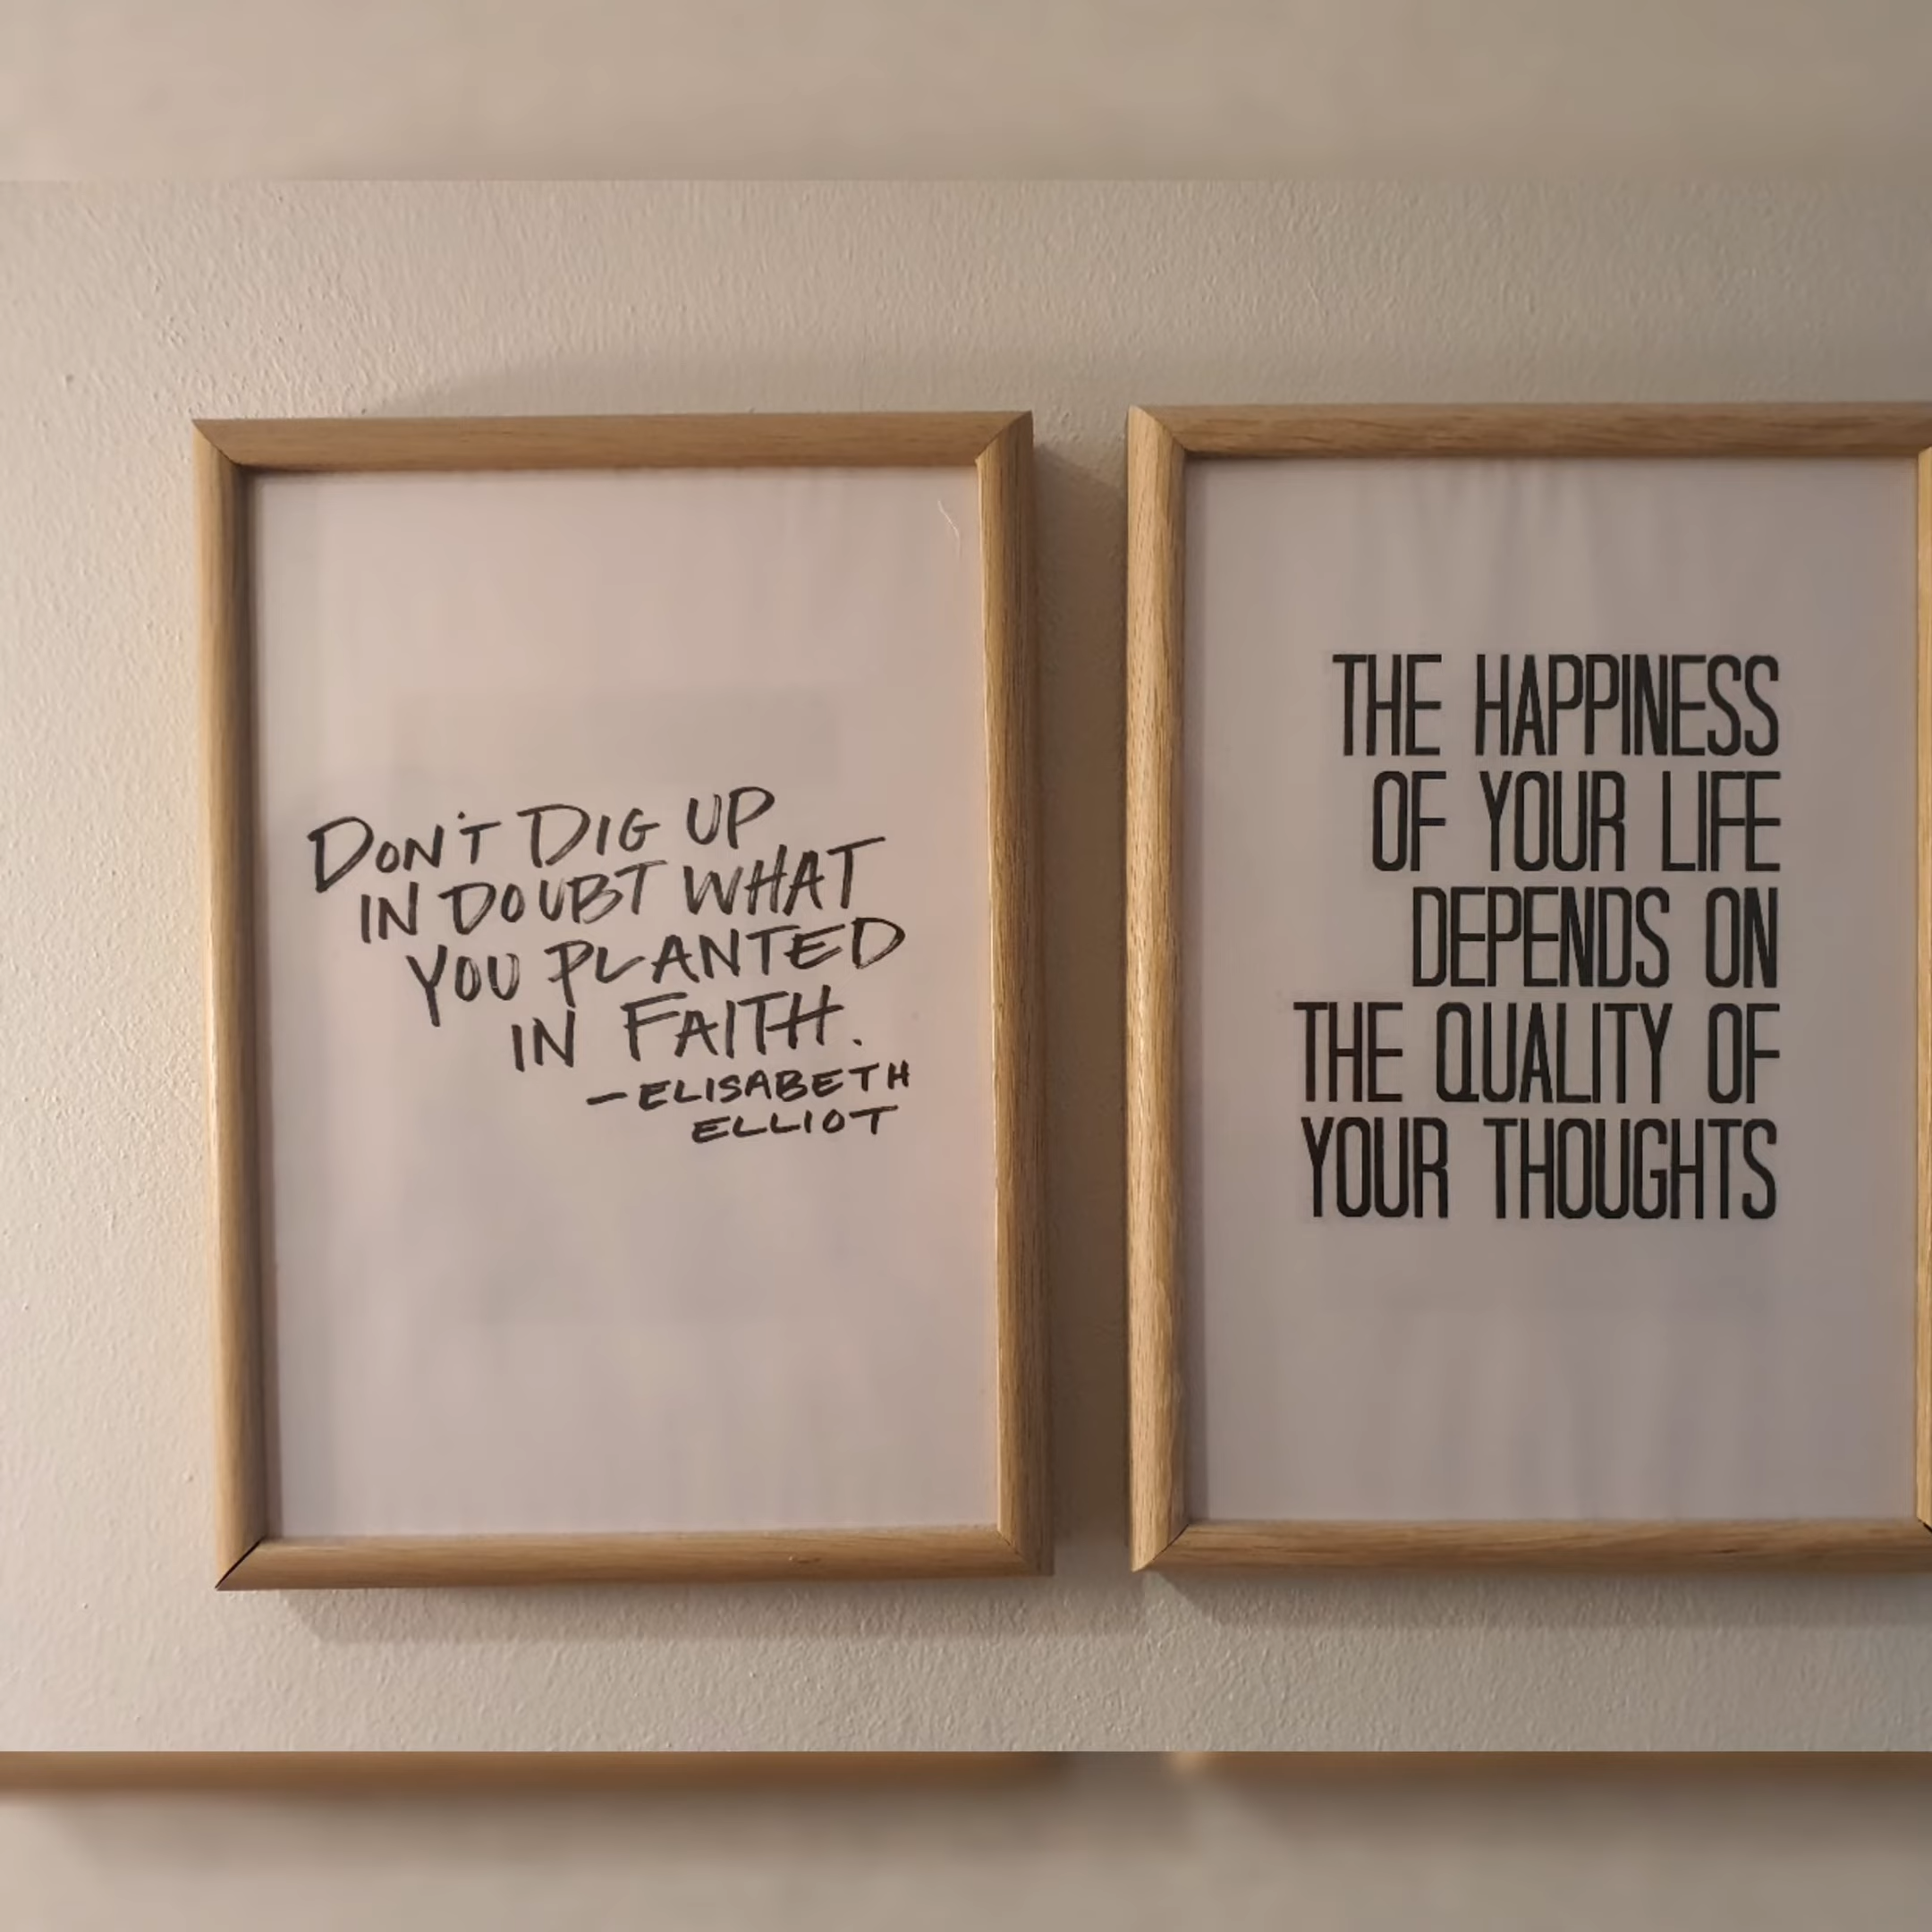 DON'T DIG UP
IN DOUBT WHAT
YOU PLANTED
IN FAITH.
—ELISABETH
ELLIOT
THE HAPPINESS
OF YOUR LIFE
DEPENDS ON
THE QUALITY OF
YOUR THOUGHTS